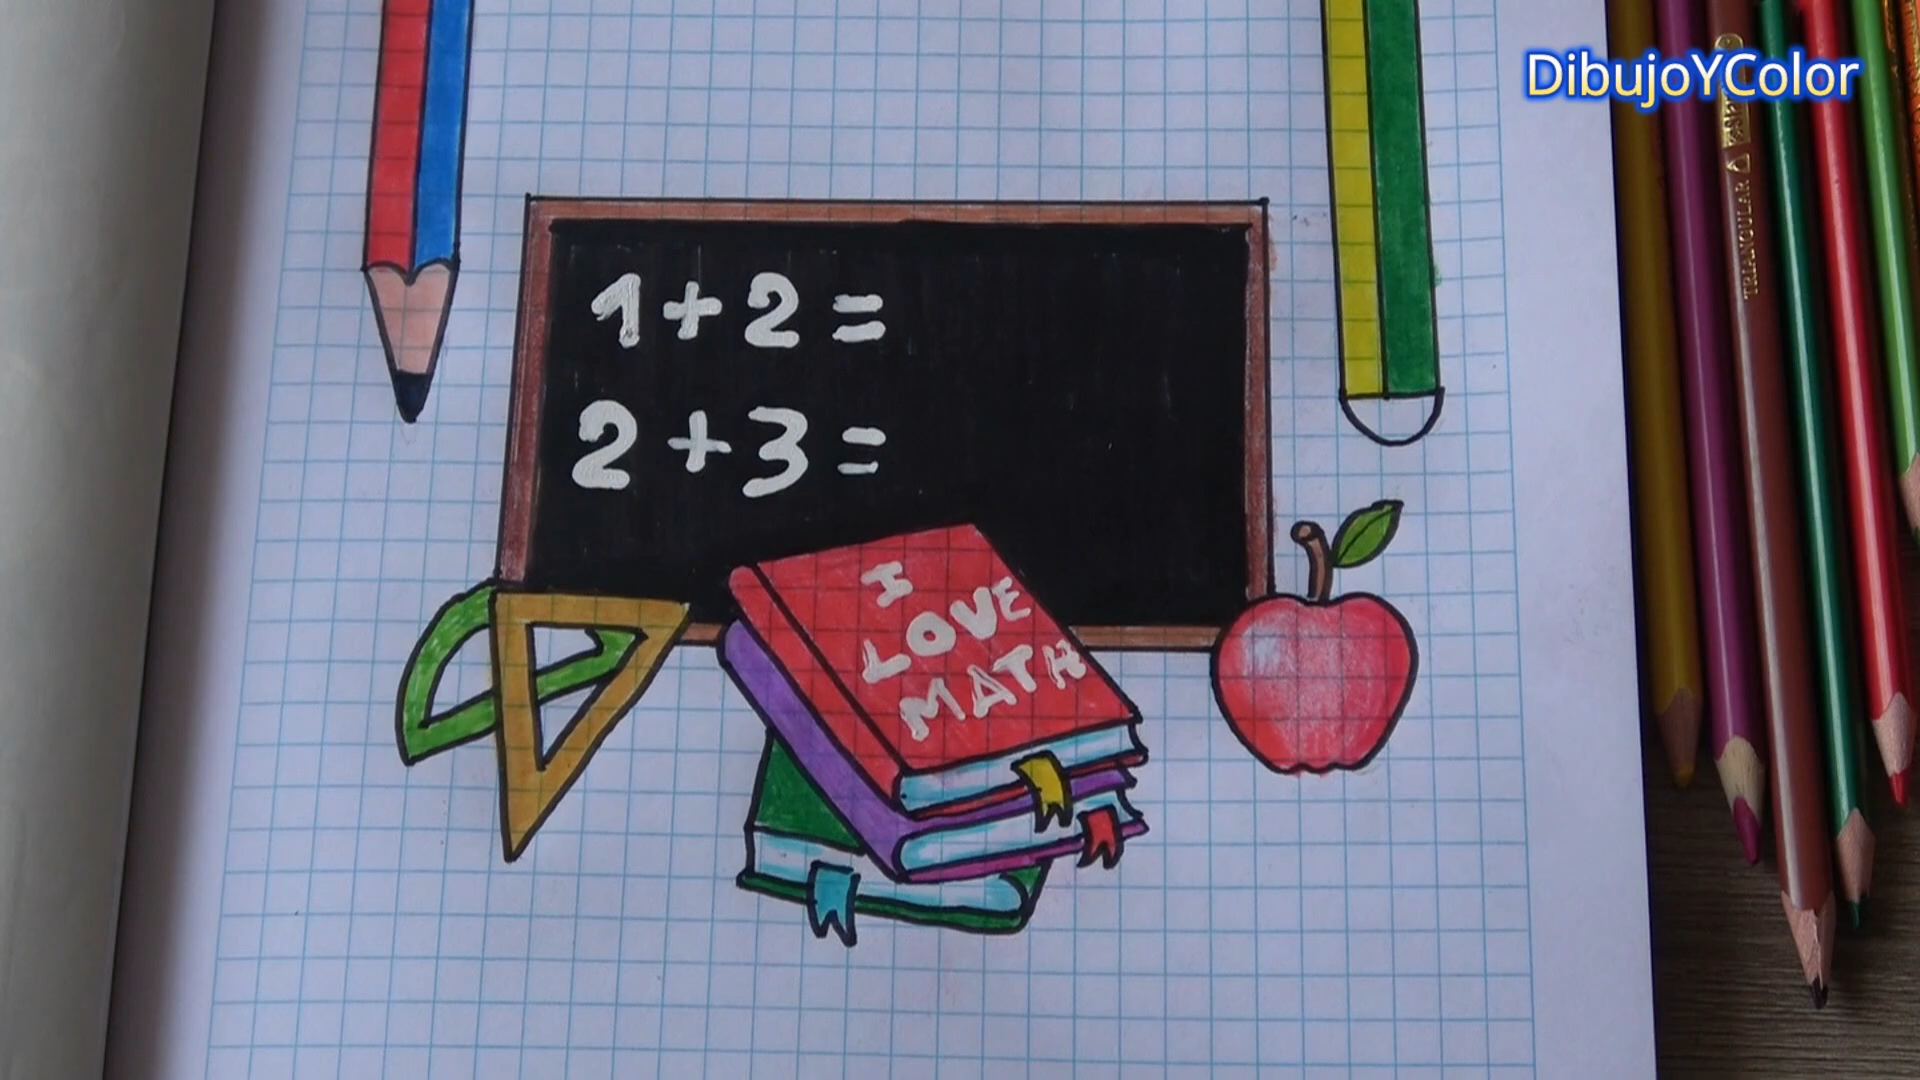 DibujoYColor
1+2=
2+3=
I
LOVE
MATH
TRIANGULAR